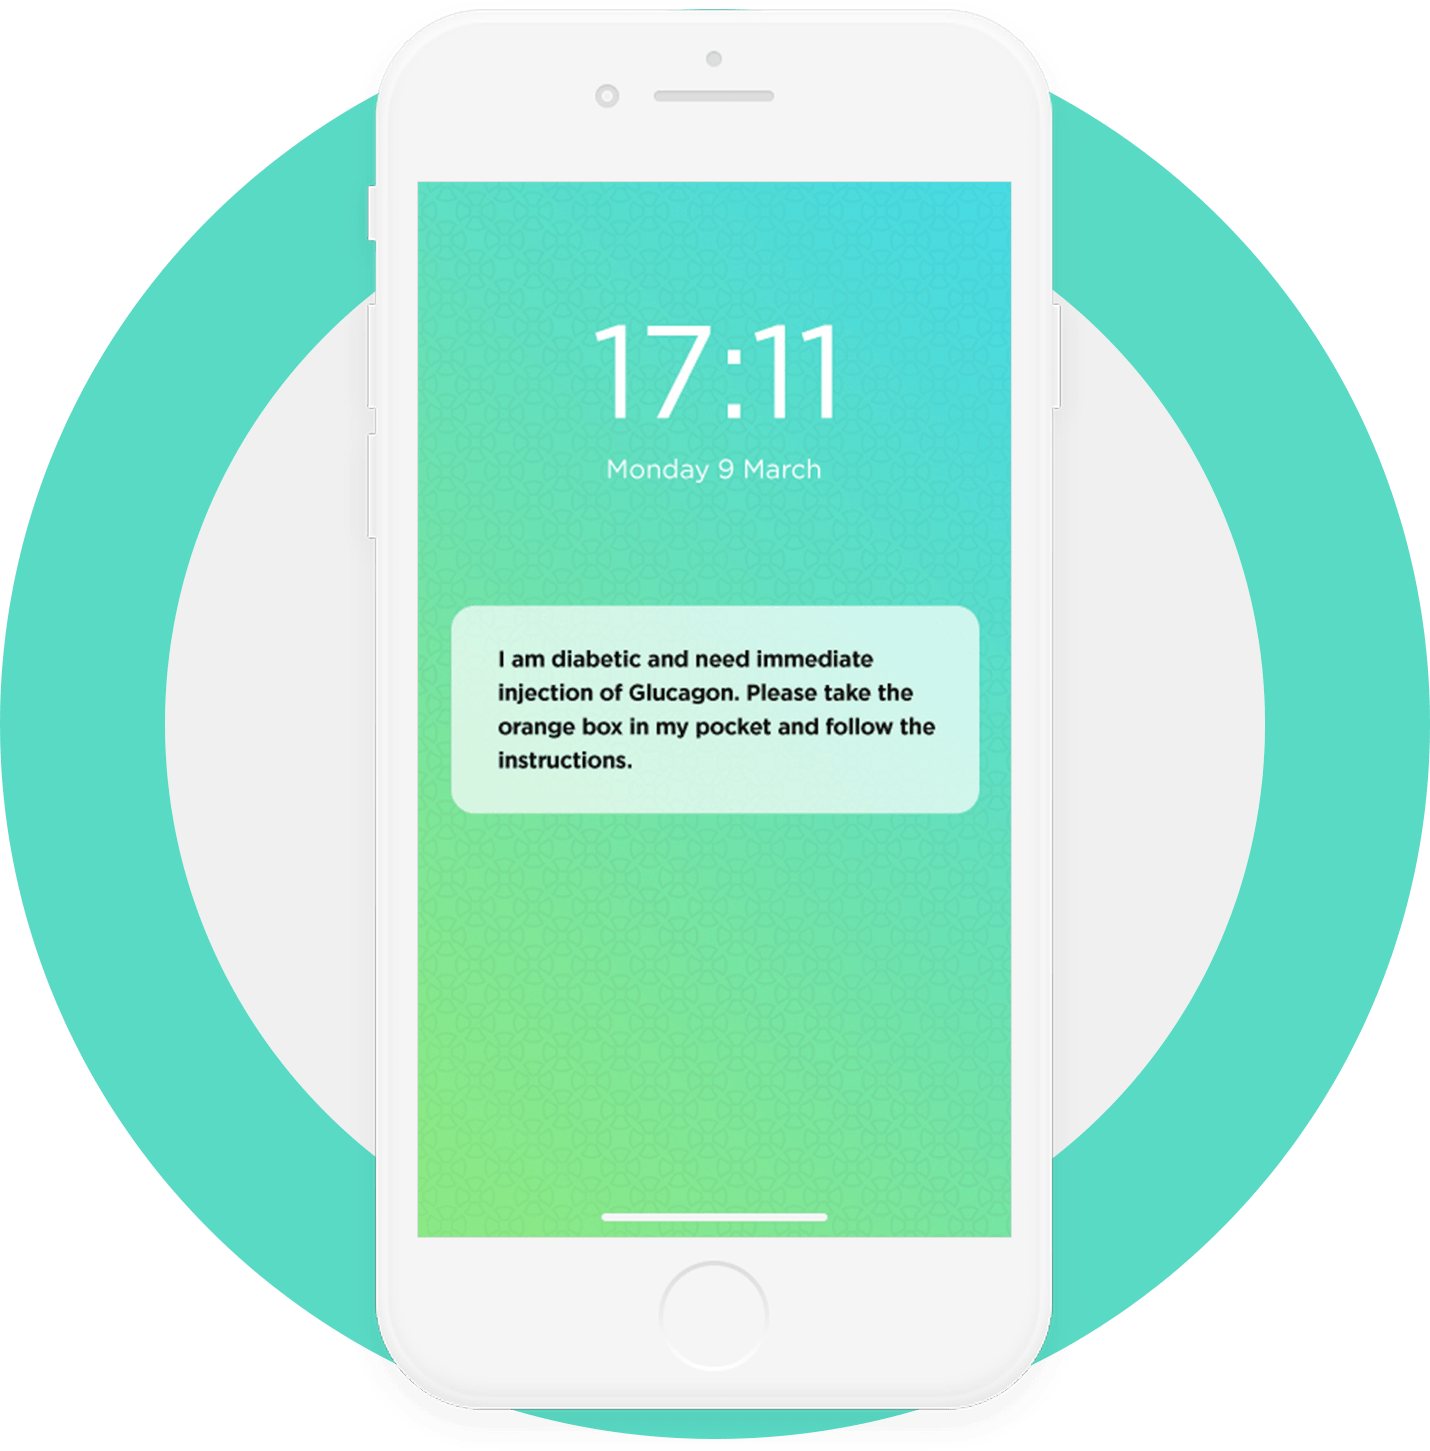 17:11
Monday 9 March
I am diabetic and need immediate
injection of Glucagon. Please take the
orange box in my pocket and follow the
instructions.